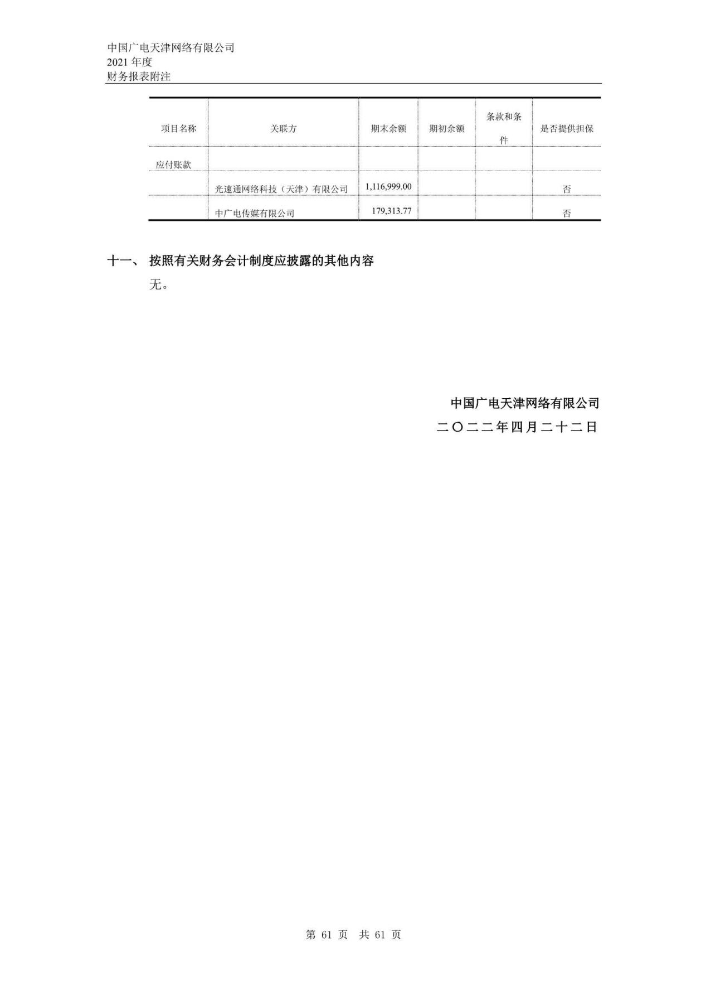 中国广电天津网络有限公司
2021 年度
财务报表附注
项目名称 关联方 期末余额 期初余额 条款和条件 是否提供担保
应付账款
光速通网络科技（天津）有限公司 1,116,999.00 否
中广电传媒有限公司 179,313.77 否
十一、 按照有关财务会计制度应披露的其他内容
无。
中国广电天津网络有限公司
二〇二二年四月二十二日
第 61 页 共 61 页